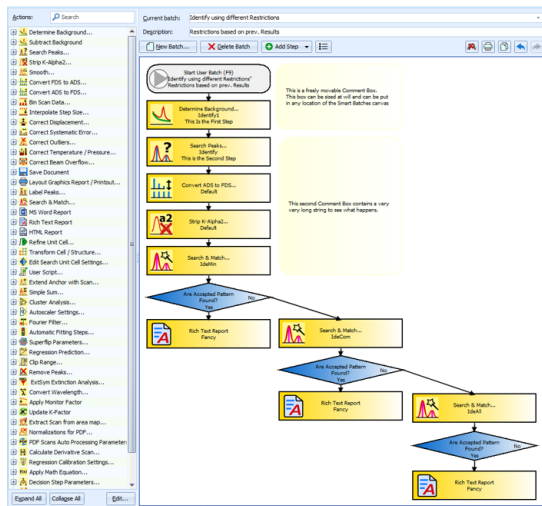 Actions:
Search
Current batch:
Identify using different Restrictions
Description:
Restrictions based on prev. Results
New Batch...
Delete Batch
Add Step
Determine Background...
Subtract Background
Search Peaks...
Strip K-Alpha2...
Smooth...
Convert FDS to ADS...
Convert ADS to FDS...
Bin Scan Data...
Interpolate Step Size...
Correct Displacement...
Correct Systematic Error...
Correct Outliers...
Correct Temperature / Pressure...
Correct Beam Overflow...
Save Document
Layout Graphics Report / Printout...
Label Peaks...
Search & Match...
MS Word Report
Rich Text Report
HTML Report
Refine Unit Cell...
Transform Cell / Structure...
Edit Search Unit Cell Settings...
User Script...
Extend Anchor with Scan...
Simple Sum...
Cluster Analysis...
Autoscaler Settings...
Fourier Filter...
Automatic Fitting Steps...
Superflip Parameters...
Regression Prediction...
Clip Range...
Remove Peaks...
ExtSym Extinction Analysis...
Convert Wavelength...
Apply Monitor Factor
Update K-Factor
Extract Scan from area map...
Normalizations for PDF...
PDF Scans Auto Processing Parameters
Calculate Derivative Scan...
Regression Calibration Settings...
Apply Math Equation...
Decision Step Parameters...
Expand All
Collapse All
Edit...
Start User Batch (F9)
"Identify using different Restrictions"
Restrictions based on prev. Results
Determine Background...
Identify1
This Is the First Step
Search Peaks...
Identify
This is the Second Step
Convert ADS to FDS...
Default
Strip K-Alpha2...
Default
Search & Match...
IdeMin
Are Accepted Pattern
Found?
Yes
No
Rich Text Report
Fancy
Search & Match...
IdeCom
Are Accepted Pattern
Found?
Yes
No
Rich Text Report
Fancy
Search & Match...
IdeAll
Are Accepted Pattern
Found?
Yes
No
Rich Text Report
Fancy
This is a freely movable Comment Box.
This box can be sized at will and can be put
in any location of the Smart Batches canvas
This second Comment Box contains a very
very long string to see what happens.